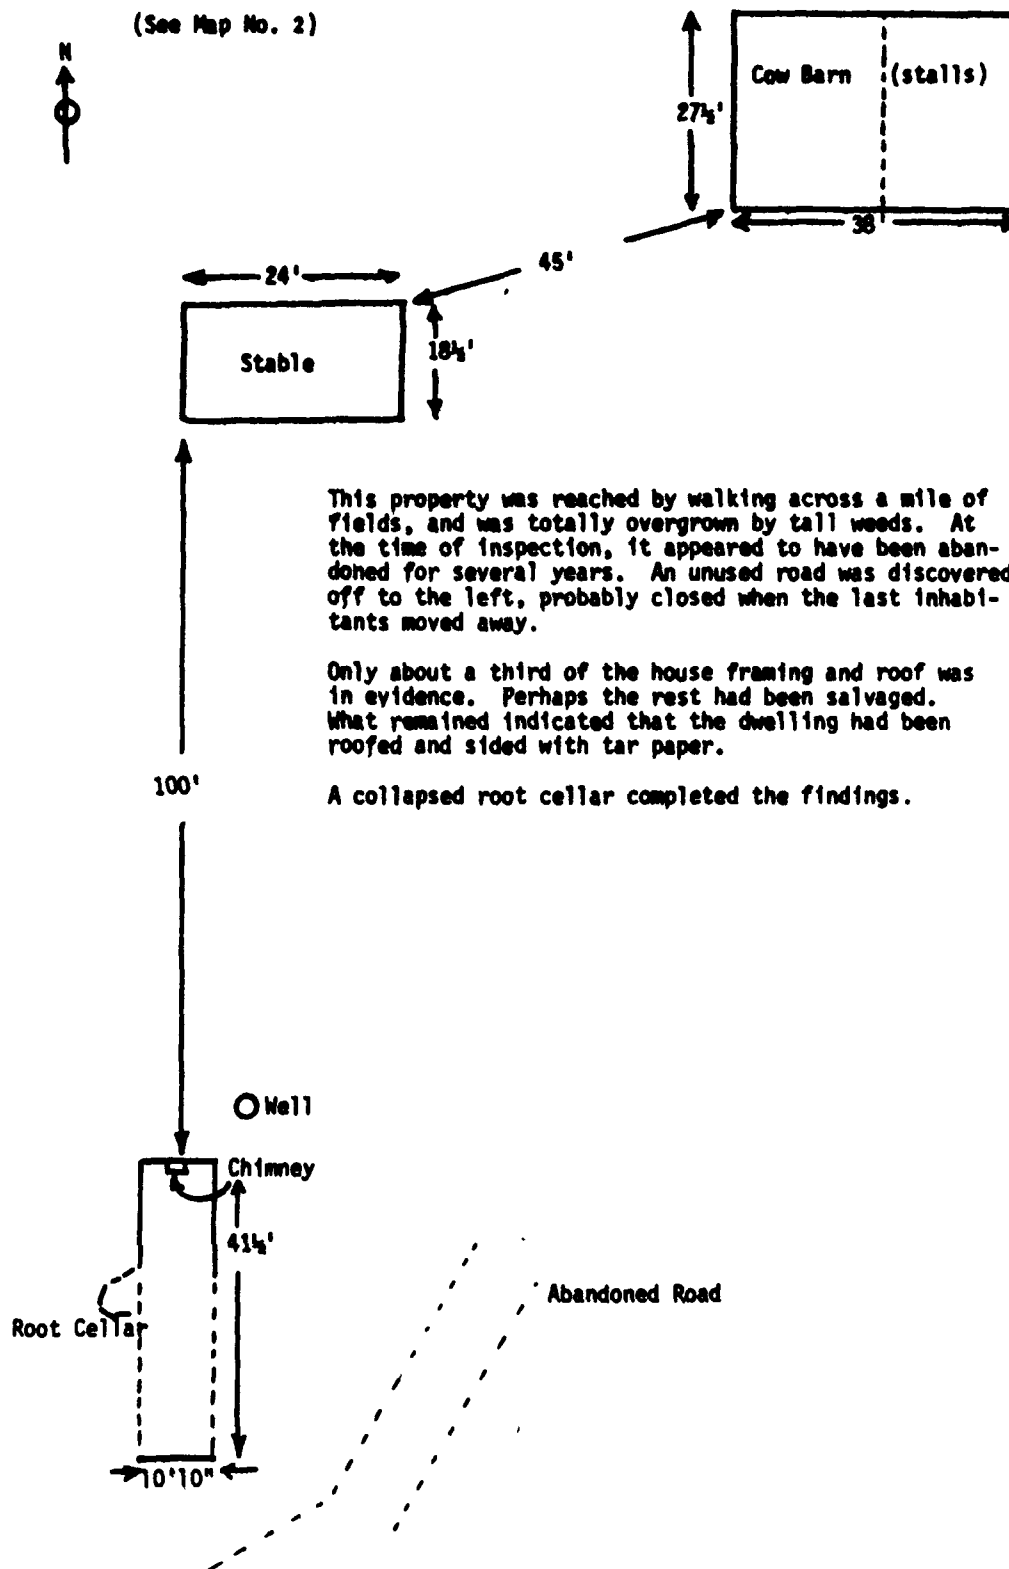 (See Map No. 2)
N
Cow Barn (stalls)
27½'
38
45'
24'
18½'
Stable
This property was reached by walking across a mile of
fields, and was totally overgrown by tall weeds. At
the time of inspection, it appeared to have been aban-
doned for several years. An unused road was discovered
off to the left, probably closed when the last inhabi-
tants moved away.
Only about a third of the house framing and roof was
in evidence. Perhaps the rest had been salvaged.
What remained indicated that the dwelling had been
roofed and sided with tar paper.
100'
A collapsed root cellar completed the findings.
Well
Chimney
41½'
Abandoned Road
Root Cellar
10'10"